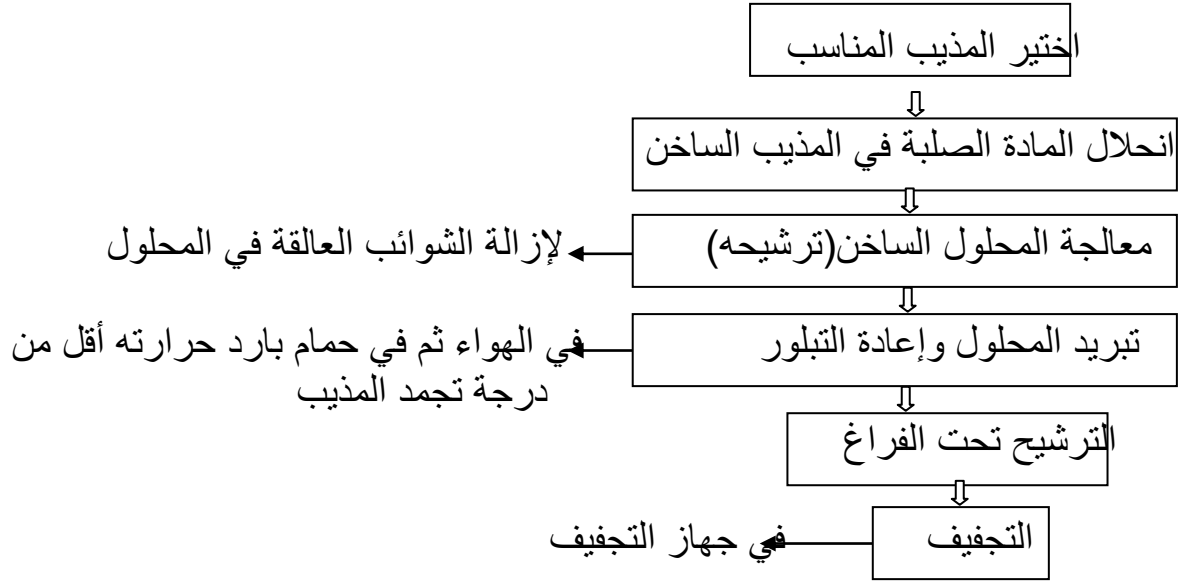 اختير المذيب المناسب
انحلال المادة الصلبة في المذيب الساخن
معالجة المحلول الساخن(ترشيحه)
لإزالة الشوائب العالقة في المحلول
تبريد المحلول وإعادة التبلور
في الهواء ثم في حمام بارد حرارته أقل من
درجة تجمد المذيب
الترشيح تحت الفراغ
التجفيف
في جهاز التجفيف